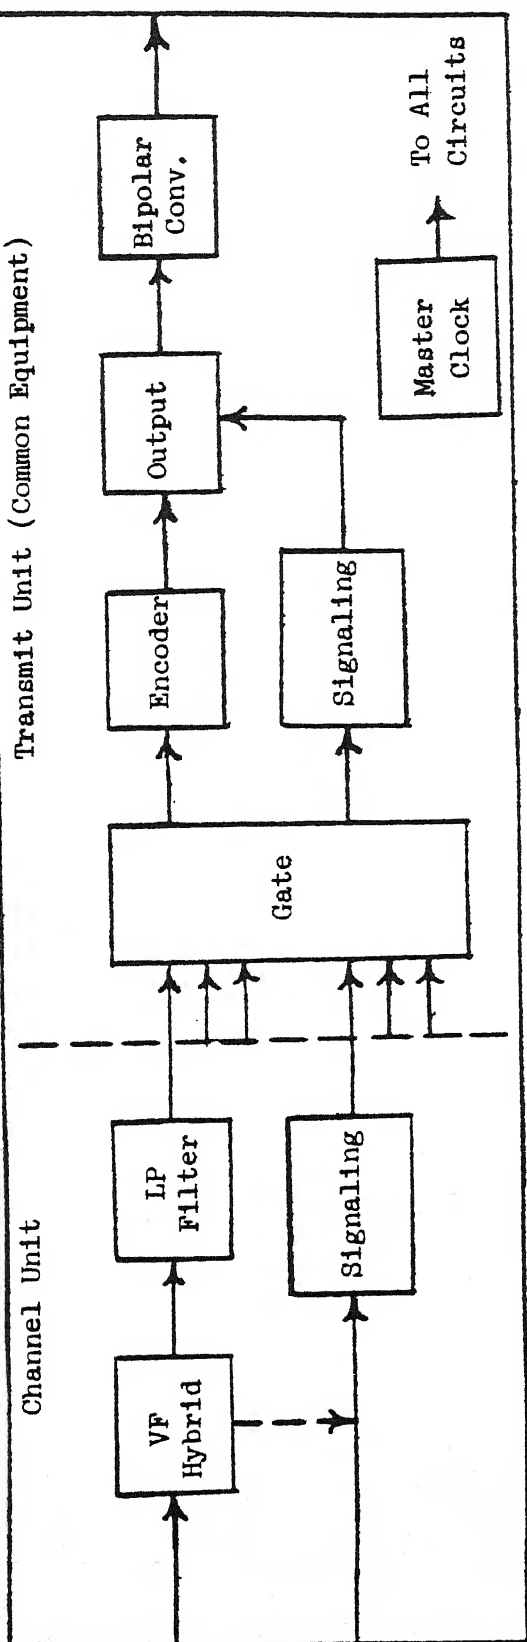 Channel Unit
Transmit Unit (Common Equipment)
VF
Hybrid
LP
Filter
Signaling
Gate
Encoder
Signaling
Output
Bipolar
Conv.
Master
Clock
To All
Circuits